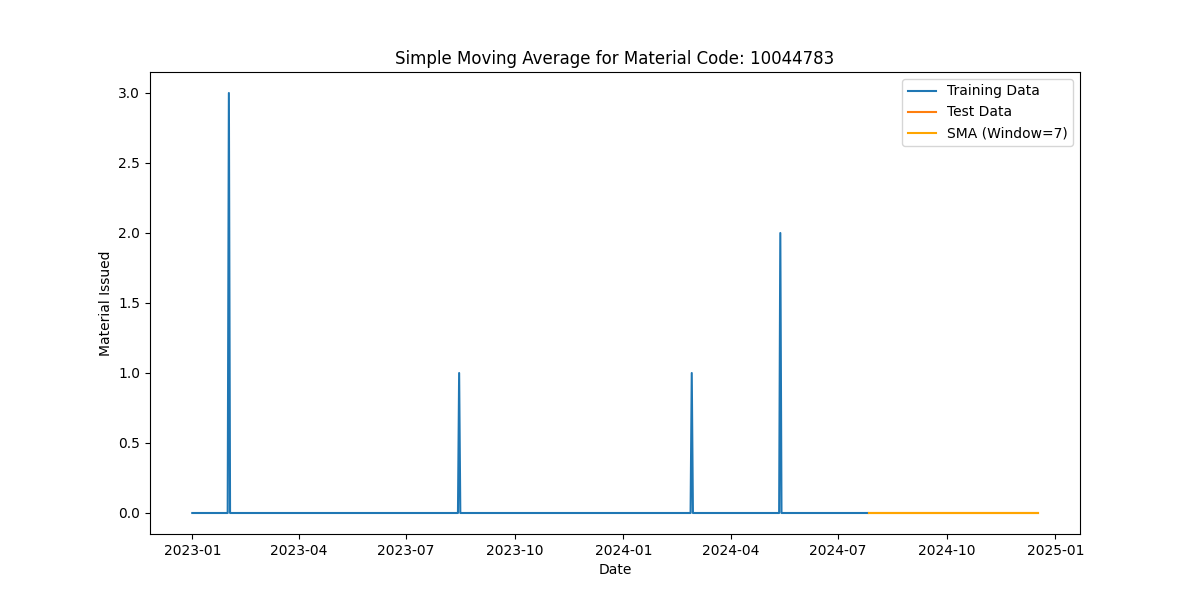 Simple Moving Average for Material Code: 10044783
Training Data
Test Data
SMA (Window=7)
Material Issued
3.0
2.5
2.0
1.5
1.0
0.5
0.0
2023-01 2023-04 2023-07 2023-10 2024-01 2024-04 2024-07 2024-10 2025-01
Date